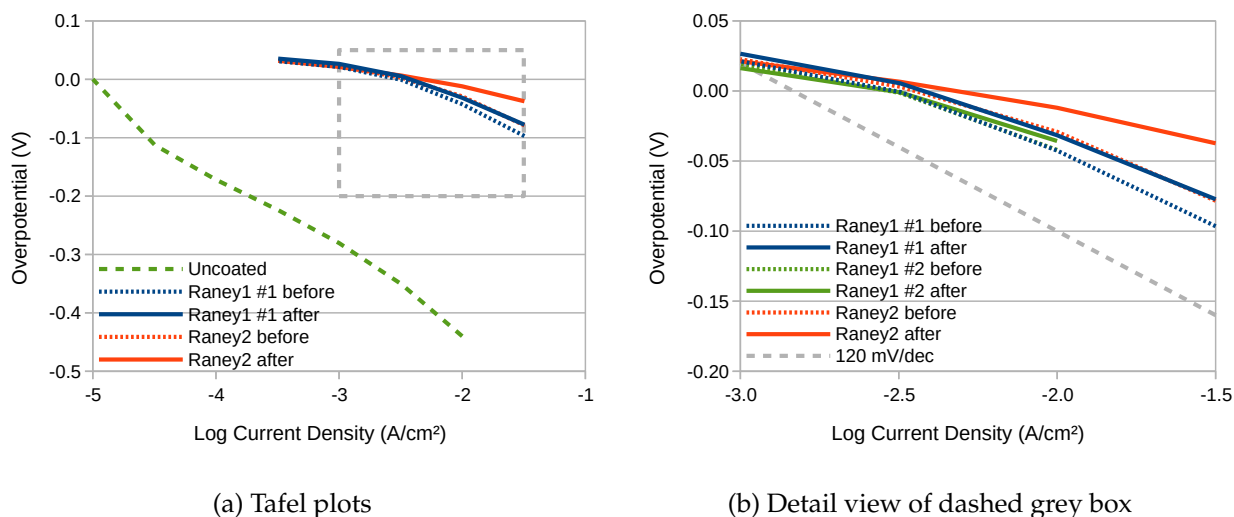 0.1
0.0
-0.1
-0.2
-0.3
-0.4
-0.5
Overpotential (V)
-5
-4
-3
-2
-1
Log Current Density (A/cm²)
Uncoated
Raney1 #1 before
Raney1 #1 after
Raney2 before
Raney2 after
(a) Tafel plots
0.05
0.00
-0.05
-0.10
-0.15
-0.20
Overpotential (V)
-3.0
-2.5
-2.0
-1.5
Log Current Density (A/cm²)
Raney1 #1 before
Raney1 #1 after
Raney1 #2 before
Raney1 #2 after
Raney2 before
Raney2 after
120 mV/dec
(b) Detail view of dashed grey box